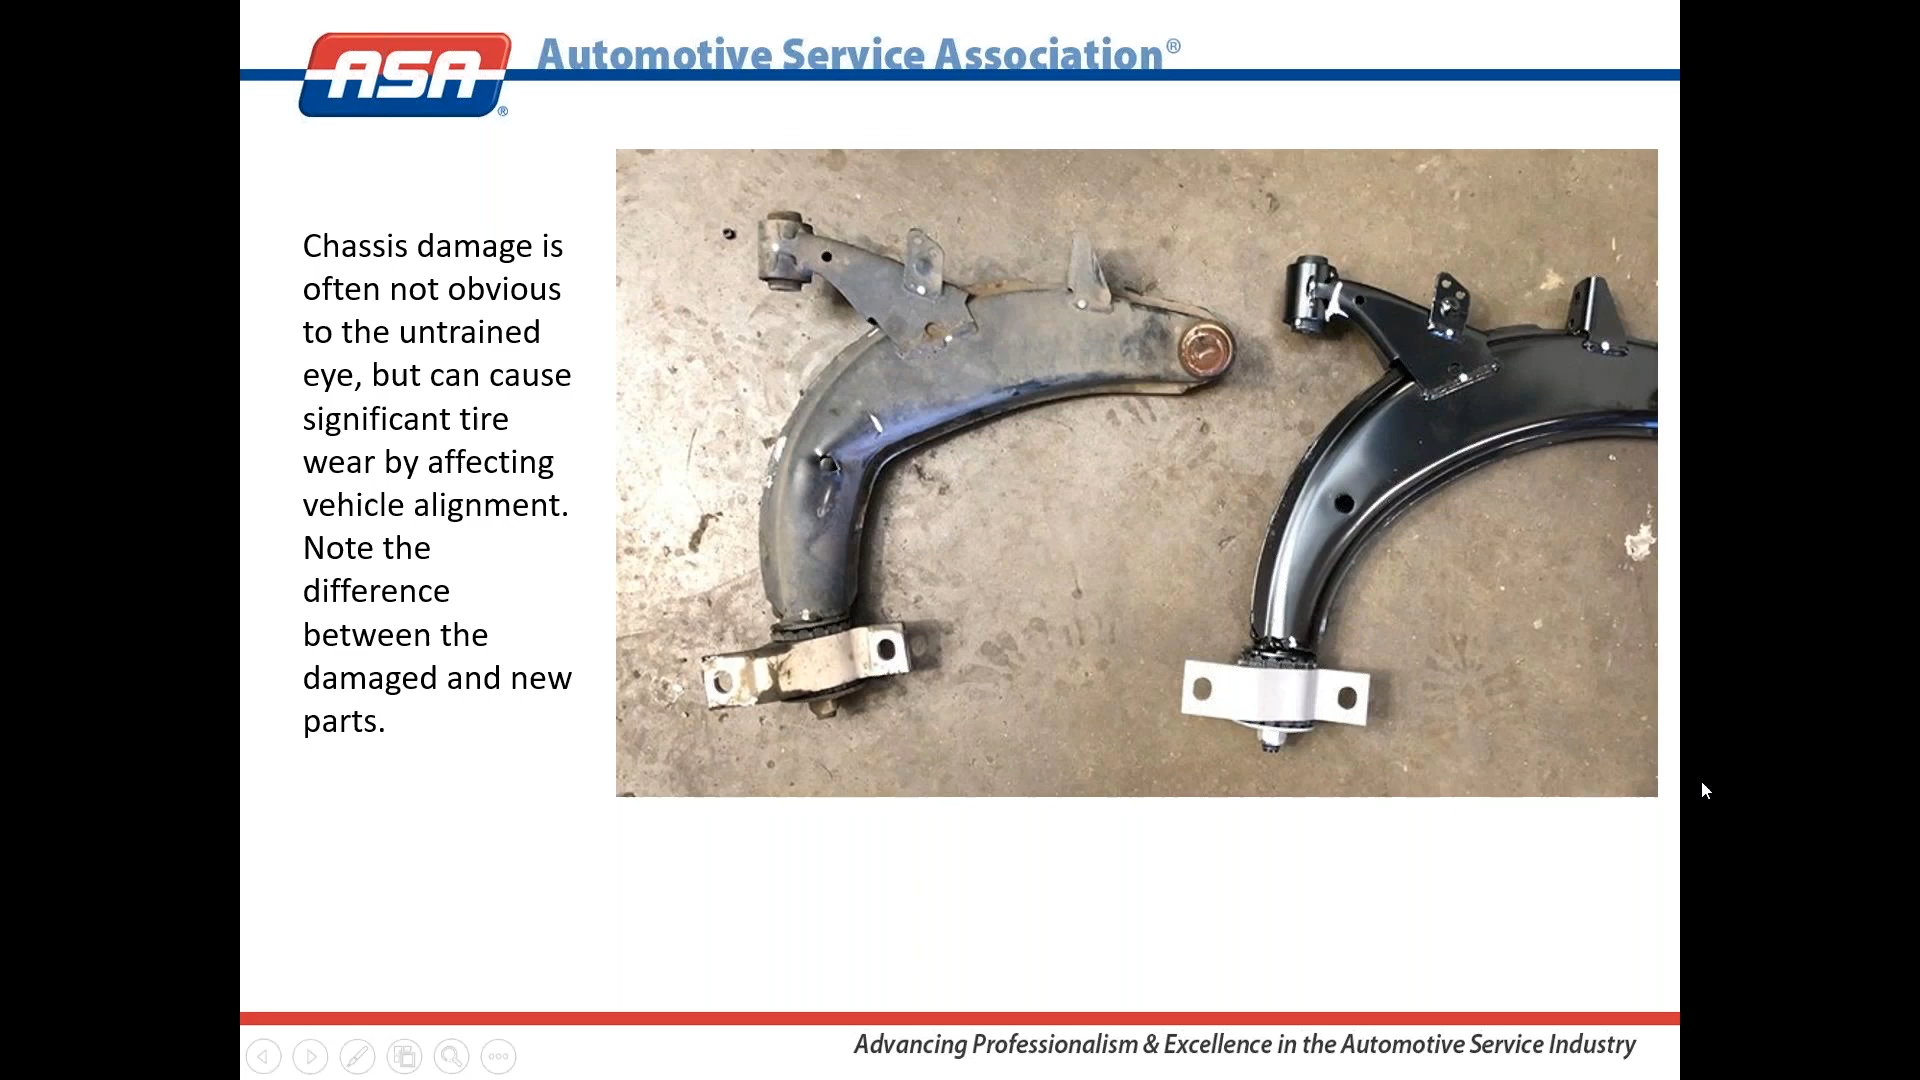 ASA®
Automotive Service Association®
Chassis damage is
often not obvious
to the untrained
eye, but can cause
significant tire
wear by affecting
vehicle alignment.
Note the
difference
between the
damaged and new
parts.
Advancing Professionalism & Excellence in the Automotive Service Industry